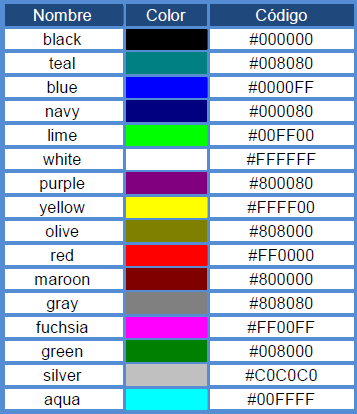 Nombre Color Código
black #000000
teal #008080
blue #0000FF
navy #000080
lime #00FF00
white #FFFFFF
purple #800080
yellow #FFFF00
olive #808000
red #FF0000
maroon #800000
gray #808080
fuchsia #FF00FF
green #008000
silver #C0C0C0
aqua #00FFFF